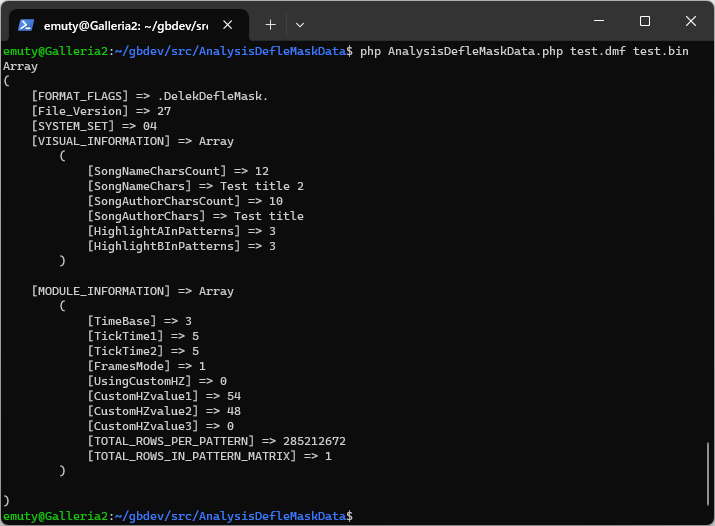 emuty@Galleria2: ~/gbdev/src
emuty@Galleria2:~/gbdev/src/AnalysisDefleMaskData$ php AnalysisDefleMaskData.php test.dmf test.bin
Array
(
    [FORMAT_FLAGS] => .DelekDefleMask.
    [File_Version] => 27
    [SYSTEM_SET] => 04
    [VISUAL_INFORMATION] => Array
        (
            [SongNameCharsCount] => 12
            [SongNameChars] => Test title 2
            [SongAuthorCharsCount] => 10
            [SongAuthorChars] => Test title
            [HighlightAInPatterns] => 3
            [HighlightBInPatterns] => 3
        )

    [MODULE_INFORMATION] => Array
        (
            [TimeBase] => 3
            [TickTime1] => 5
            [TickTime2] => 5
            [FramesMode] => 1
            [UsingCustomHZ] => 0
            [CustomHZvalue1] => 54
            [CustomHZvalue2] => 48
            [CustomHZvalue3] => 0
            [TOTAL_ROWS_PER_PATTERN] => 285212672
            [TOTAL_ROWS_IN_PATTERN_MATRIX] => 1
        )

)
emuty@Galleria2:~/gbdev/src/AnalysisDefleMaskData$